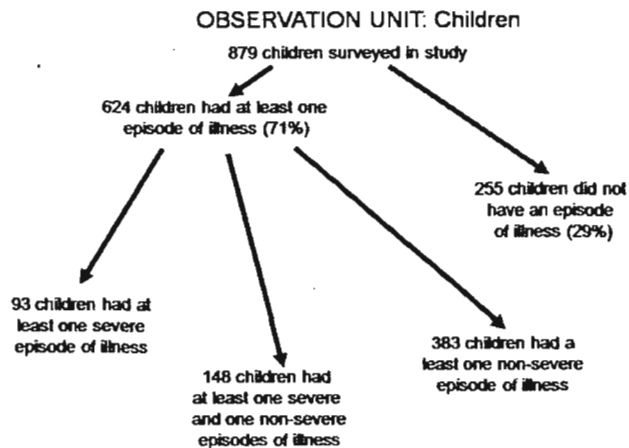 OBSERVATION UNIT: Children
879 children surveyed in study
624 children had at least one
episode of illness (71%)
255 children did not
have an episode
of illness (29%)
93 children had at
least one severe
episode of illness
148 children had
at least one severe
and one non-severe
episodes of illness
383 children had a
least one non-severe
episode of illness